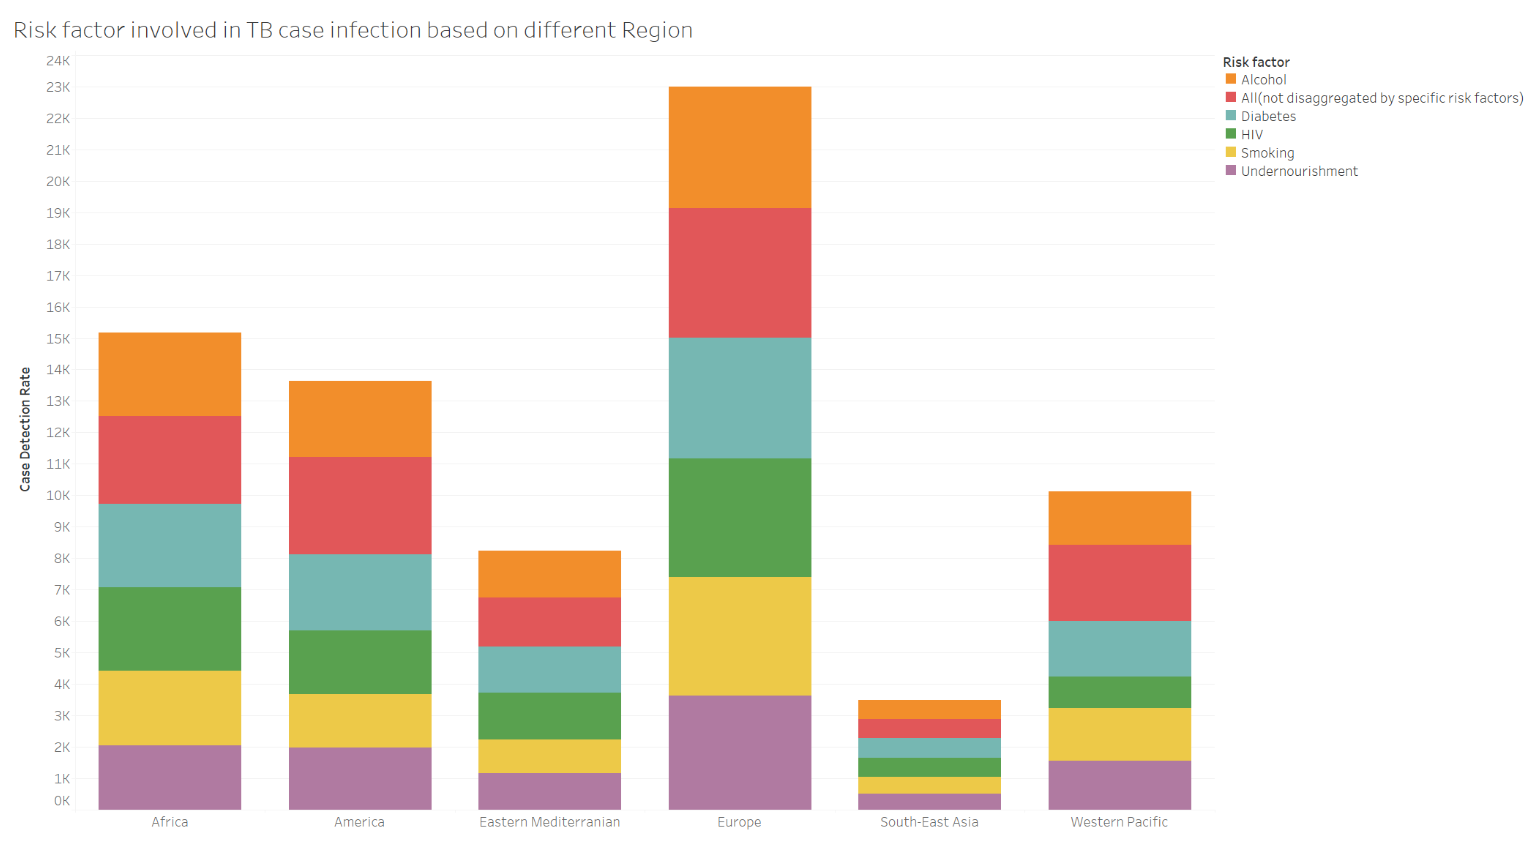 Risk factor involved in TB case infection based on different Region
24K
23K
22K
21K
20K
19K
18K
17K
16K
15K
14K
13K
12K
11K
10K
9K
8K
7K
6K
5K
4K
3K
2K
1K
0K
Case Detection Rate
Africa
America
Eastern Mediterranean
Europe
South-East Asia
Western Pacific
Risk factor
Alcohol
All(not disaggregated by specific risk factors)
Diabetes
HIV
Smoking
Undernourishment